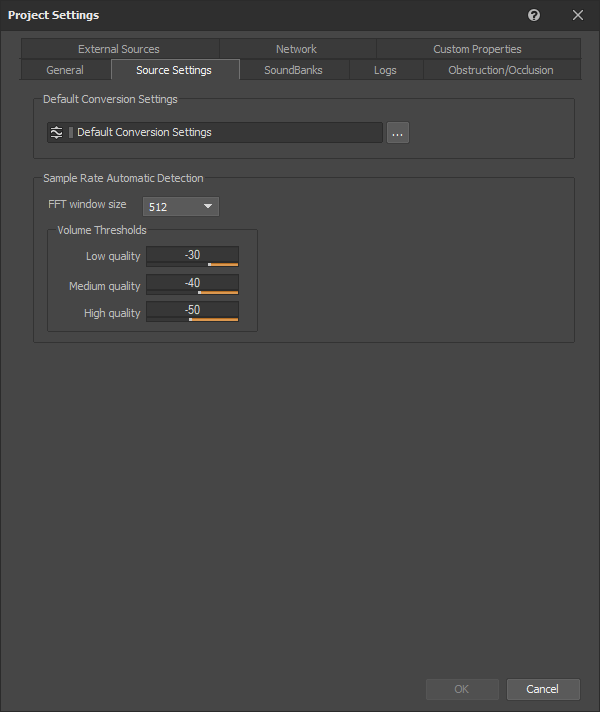 Project Settings
External Sources Network Custom Properties
General Source Settings SoundBanks Logs Obstruction/Occlusion
Default Conversion Settings
Default Conversion Settings ...
Sample Rate Automatic Detection
FFT window size 512
Volume Thresholds
Low quality -30
Medium quality -40
High quality -50
OK Cancel